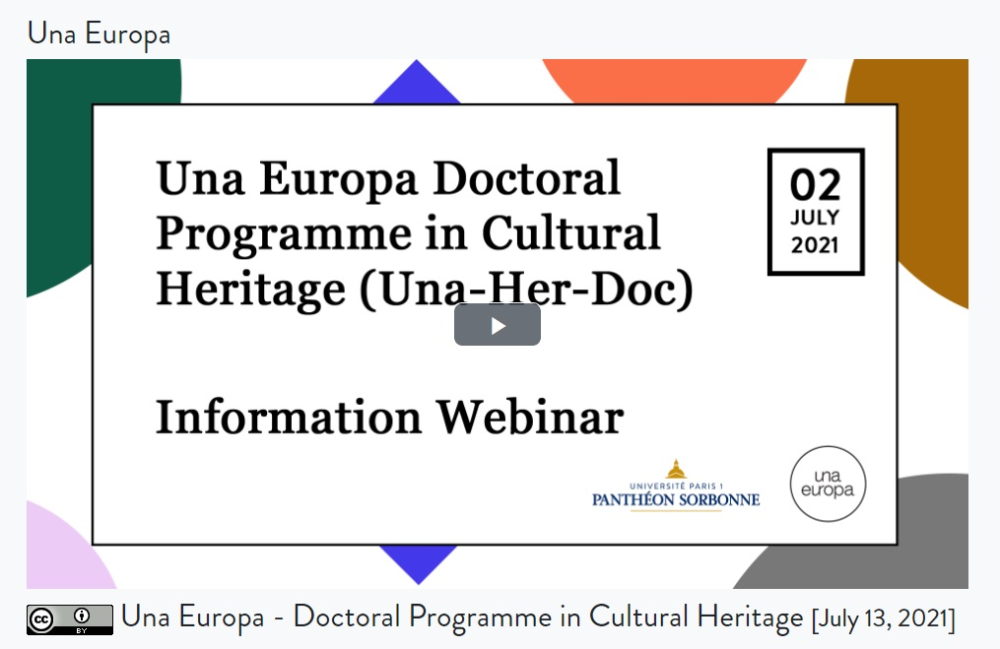 Una Europa
Una Europa Doctoral
Programme in Cultural
Heritage (Una-Her-Doc)
02
JULY
2021
Information Webinar
UNIVERSITÉ PARIS 1
PANTHÉON SORBONNE
una
europa
cc
BY
Una Europa - Doctoral Programme in Cultural Heritage [July 13, 2021]